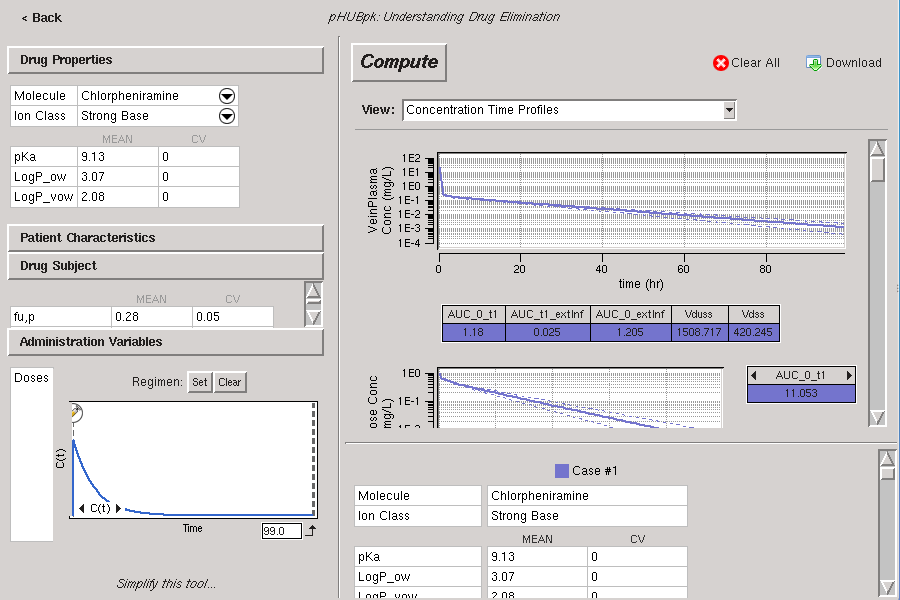 < Back
pHUBpk: Understanding Drug Elimination
Drug Properties
Molecule Chlorpheniramine
Ion Class Strong Base
MEAN CV
pKa 9.13 0
LogP_ow 3.07 0
LogP_vow 2.08 0
Patient Characteristics
Drug Subject
MEAN CV
fu,p 0.28 0.05
Administration Variables
Doses
Regimen: Set Clear
C(t)
C(t)
Time
99.0
Simplify this tool...
Compute
Clear All
Download
View: Concentration Time Profiles
VeinPlasma
Conc (mg/L)
1E2
1E1
1E0
1E-1
1E-2
1E-3
1E-4
0 20 40 60 80
time (hr)
AUC_0_t1 AUC_t1_extInf AUC_0_extInf Vduss Vdss
1.18 0.025 1.205 1508.717 420.245
ose Conc
mg/L)
1E0
1E-1
1E-2
AUC_0_t1
11.053
Case #1
Molecule Chlorpheniramine
Ion Class Strong Base
MEAN CV
pKa 9.13 0
LogP_ow 3.07 0
LogP_vow 2.08 0